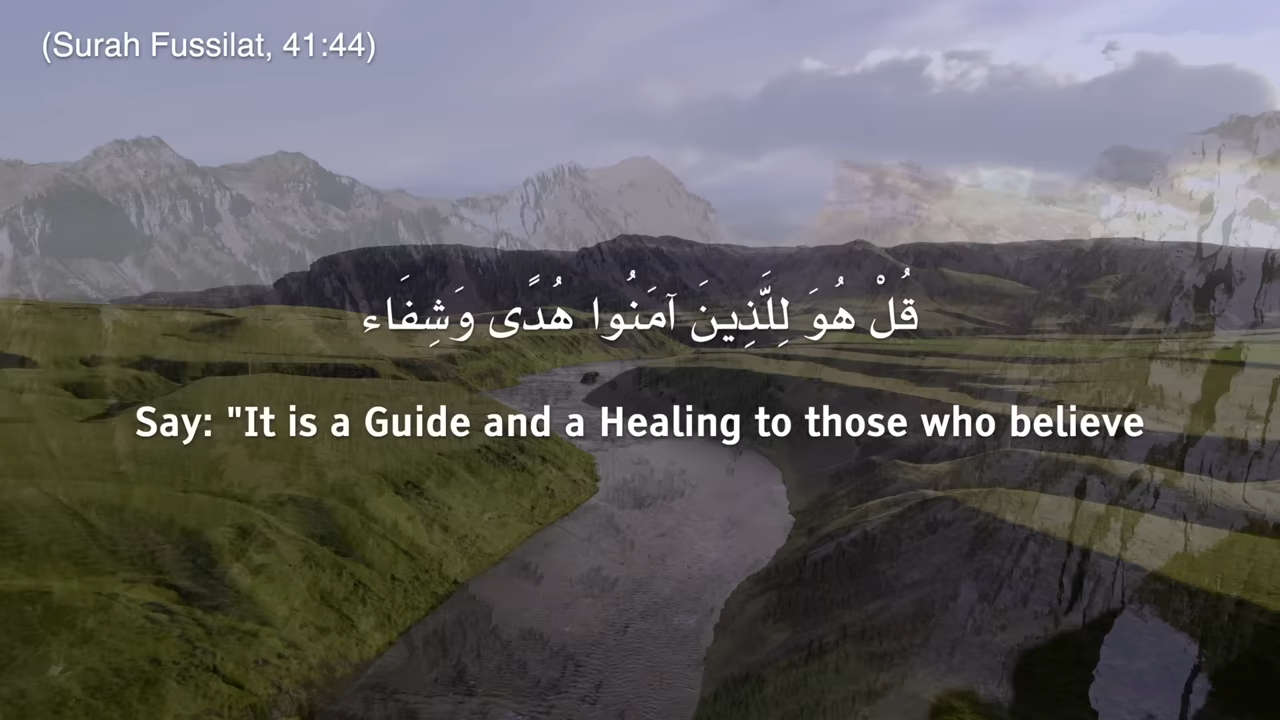 (Surah Fussilat, 41:44)
قُلْ هُوَ لِلَّذِينَ آمَنُوا هُدًى وَشِفَاء
Say: "It is a Guide and a Healing to those who believe